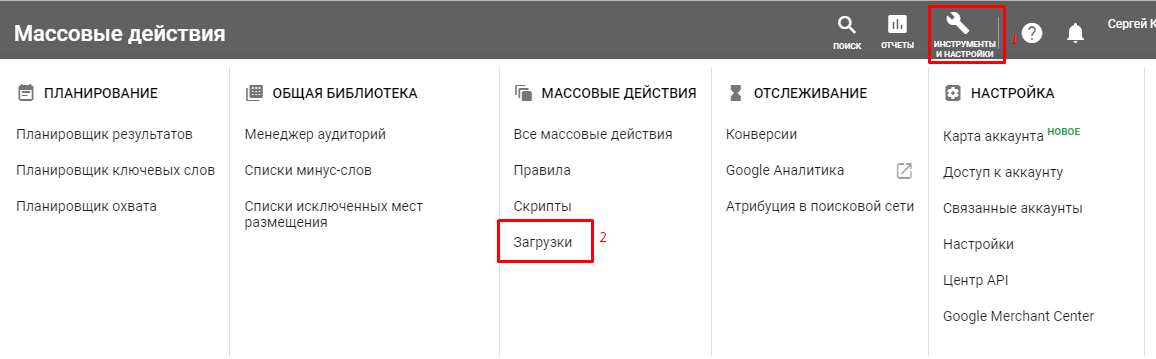 Массовые действия
ПОИСК
ОТЧЕТЫ
ИНСТРУМЕНТЫ
И НАСТРОЙКИ
1
?
Сергей К
ПЛАНИРОВАНИЕ
Планировщик результатов
Планировщик ключевых слов
Планировщик охвата
ОБЩАЯ БИБЛИОТЕКА
Менеджер аудиторий
Списки минус-слов
Списки исключенных мест
размещения
МАССОВЫЕ ДЕЙСТВИЯ
Все массовые действия
Правила
Скрипты
Загрузки
2
ОТСЛЕЖИВАНИЕ
Конверсии
Google Аналитика
Атрибуция в поисковой сети
НАСТРОЙКА
Карта аккаунта НОВОЕ
Доступ к аккаунту
Связанные аккаунты
Настройки
Центр API
Google Merchant Center